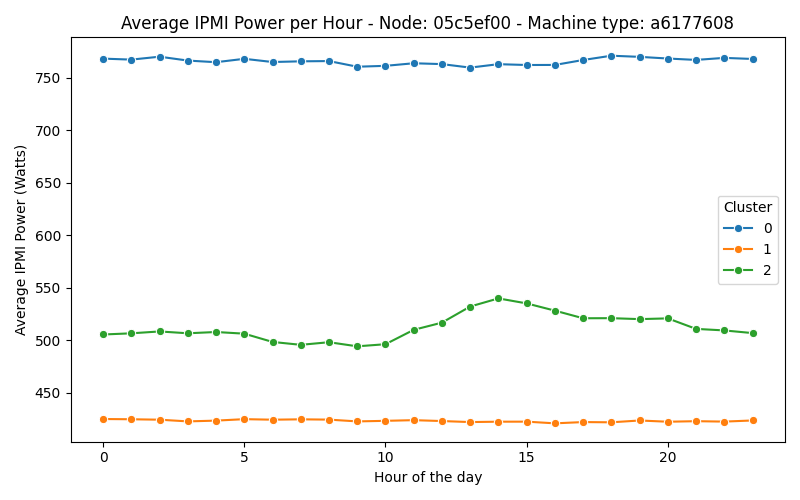 Average IPMI Power per Hour - Node: 05c5ef00 - Machine type: a6177608
Average IPMI Power (Watts)
750
700
650
600
550
500
450
0 5 10 15 20
Hour of the day
Cluster
0
1
2